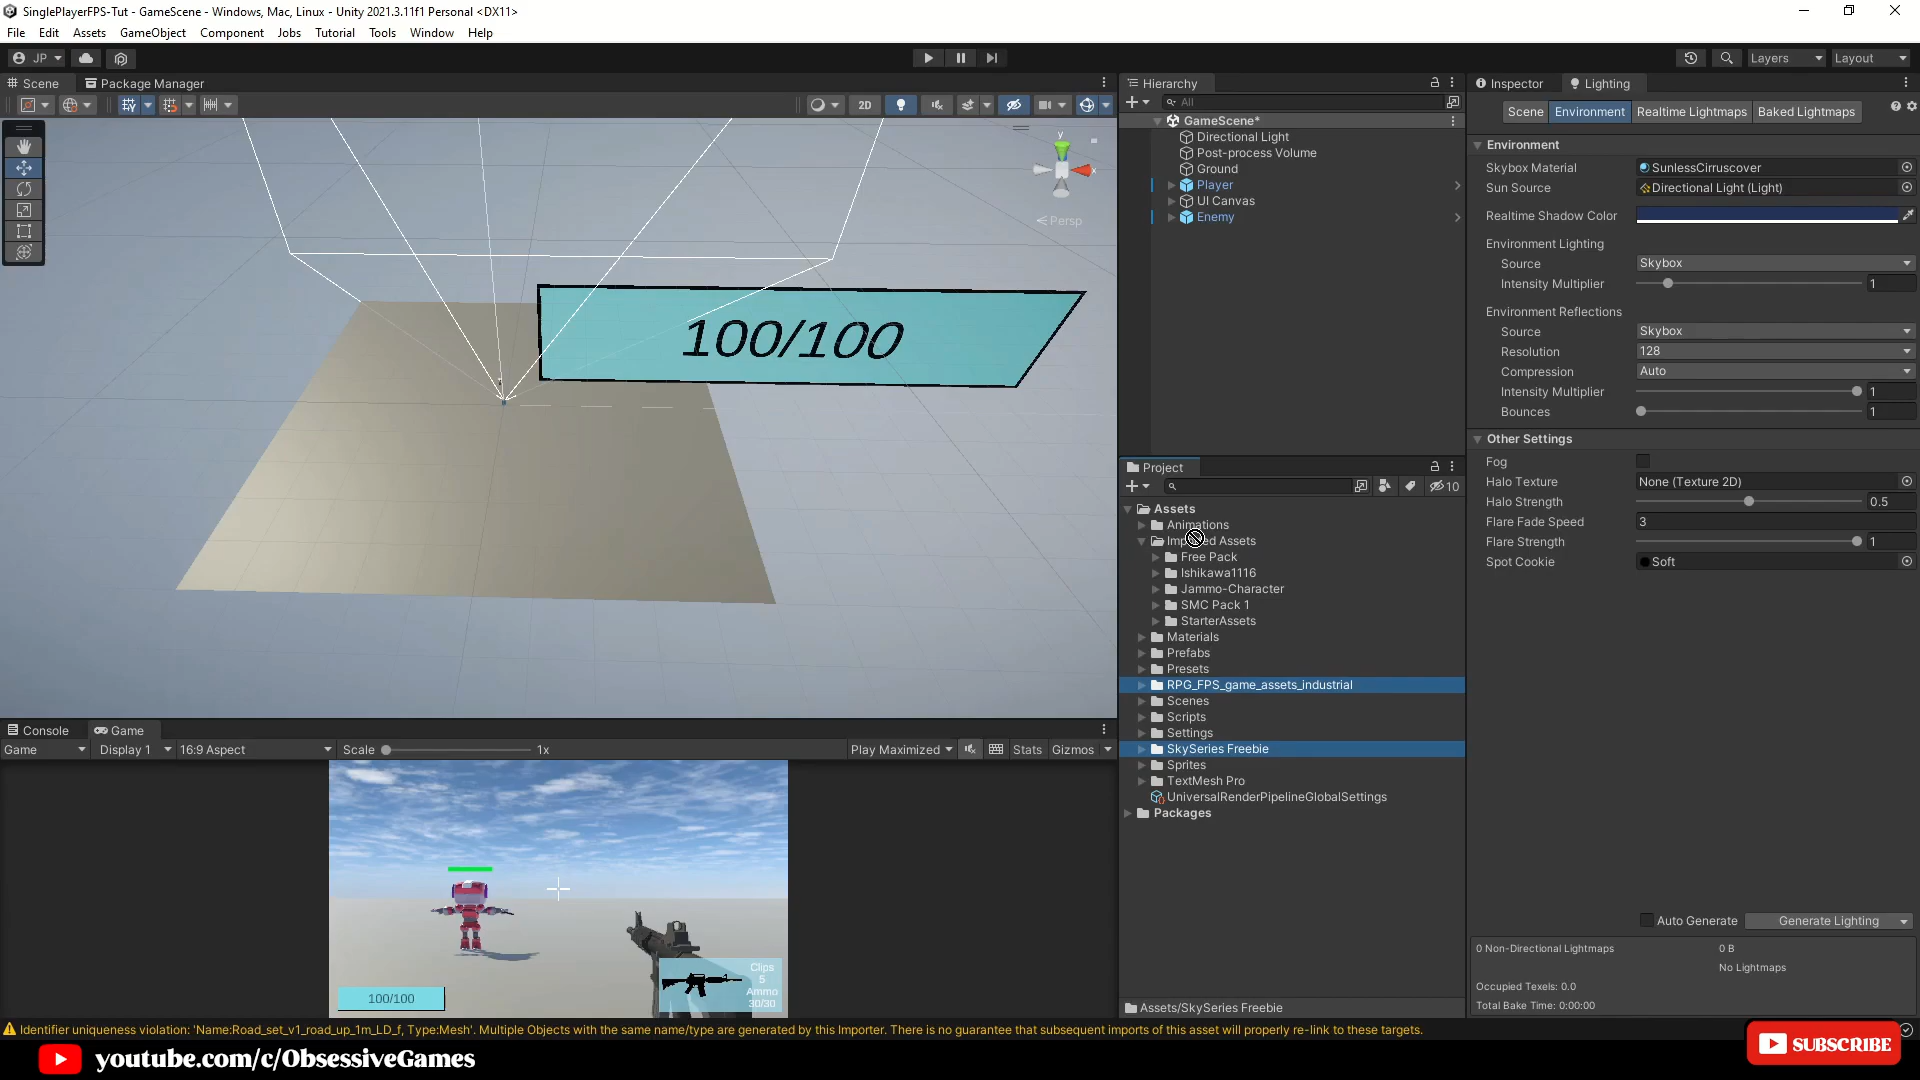 SinglePlayerFPS-Tut - GameScene - Windows, Mac, Linux - Unity 2021.3.11f1 Personal <DX11>
File Edit Assets GameObject Component Jobs Tutorial Tools Window Help
JP Layers Layout
Scene Package Manager
2D
y
x
Persp
100/100
Hierarchy
All
GameScene*
Directional Light
Post-process Volume
Ground
Player
UI Canvas
Enemy
Project
10
Assets
Animations
Assets
Free Pack
Ishikawa1116
Jammo-Character
SMC Pack 1
StarterAssets
Materials
Prefabs
Presets
RPG_FPS_game_assets_industrial
Scenes
Scripts
Settings
SkySeries Freebie
Sprites
TextMesh Pro
UniversalRenderPipelineGlobalSettings
Packages
Assets/SkySeries Freebie
Inspector Lighting
Scene Environment Realtime Lightmaps Baked Lightmaps
Environment
Skybox Material SunlessCirruscover
Sun Source Directional Light (Light)
Realtime Shadow Color
Environment Lighting
Source Skybox
Intensity Multiplier 1
Environment Reflections
Source Skybox
Resolution 128
Compression Auto
Intensity Multiplier 1
Bounces 1
Other Settings
Fog
Halo Texture None (Texture 2D)
Halo Strength 0.5
Flare Fade Speed 3
Flare Strength 1
Spot Cookie Soft
Auto Generate Generate Lighting
0 Non-Directional Lightmaps 0 B
No Lightmaps
Occupied Texels: 0.0
Total Bake Time: 0:00:00
Console Game
Game Display 1 16:9 Aspect Scale 1x Play Maximized Stats Gizmos
Clips
5
Ammo
30/30
100/100
Identifier uniqueness violation: 'Name:Road_set_v1_road_up_1m_LD_f, Type:Mesh'. Multiple Objects with the same name/type are generated by this Importer. There is no guarantee that subsequent imports of this asset will properly re-link to these targets.
youtube.com/c/ObsessiveGames
SUBSCRIBE